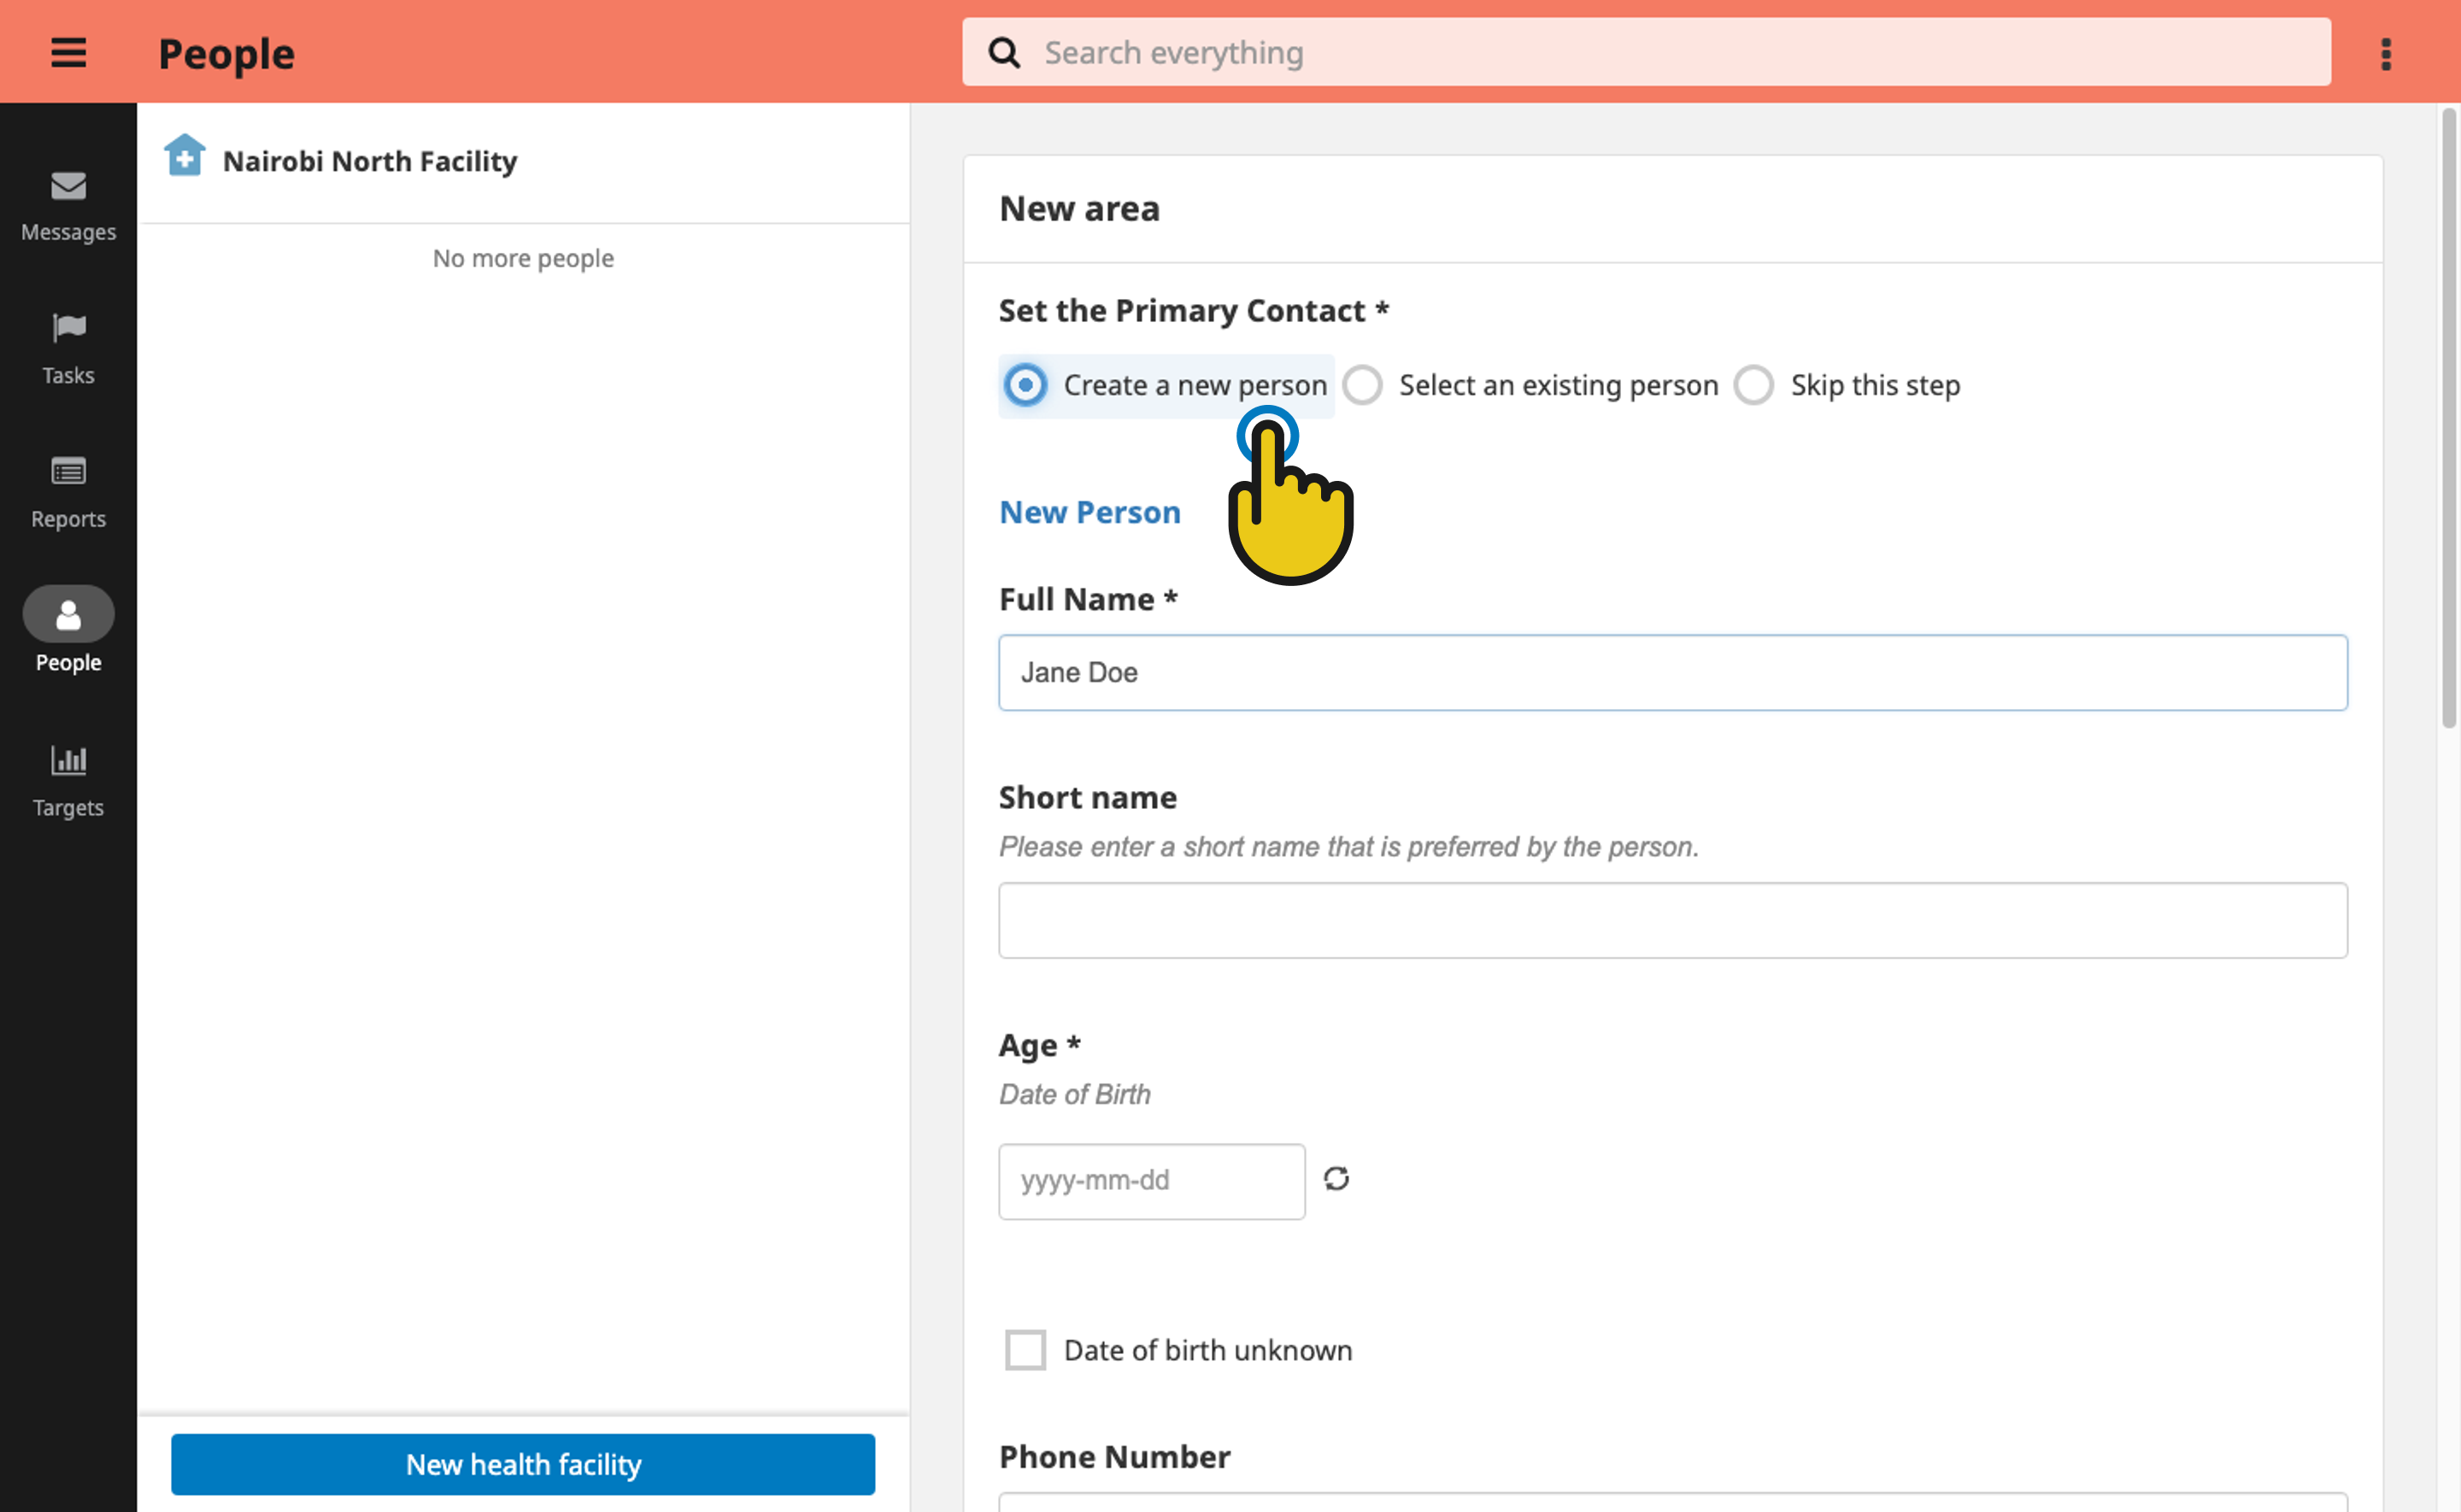 People
Search everything
Messages
Tasks
Reports
People
Targets
Nairobi North Facility
No more people
New health facility
New area
Set the Primary Contact *
Create a new person Select an existing person Skip this step
New Person
Full Name *
Jane Doe
Short name
Please enter a short name that is preferred by the person.
Age *
Date of Birth
yyyy-mm-dd
Date of birth unknown
Phone Number